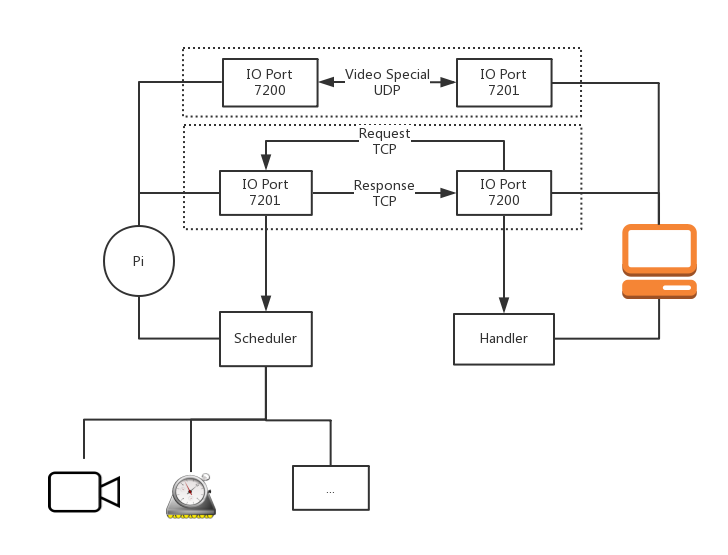 IO Port
7200
Video Special
UDP
IO Port
7201
Request
TCP
IO Port
7201
Response
TCP
IO Port
7200
Pi
Scheduler
Handler
...